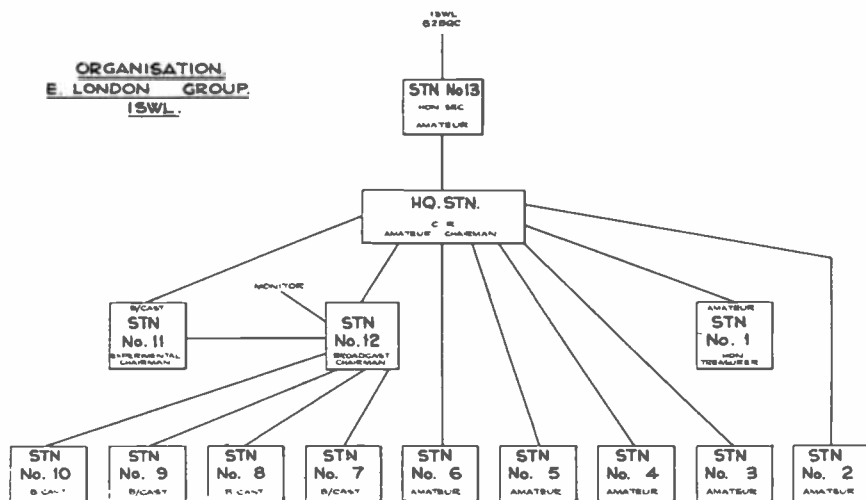 ISWL
62BQC
ORGANISATION.
E. LONDON GROUP.
ISWL.
STN No 13
HON SEC
AMATEUR
HQ. STN.
C R
AMATEUR CHAIRMAN
B/CAST
STN
No. 11
EXPERIMENTAL
CHAIRMAN
MONITOR
STN
No. 12
BROADCAST
CHAIRMAN
AMATEUR
STN
No. 1
HON
TREASURER
STN
No. 10
B/CAST
STN
No. 9
B/CAST
STN
No. 8
B/CAST
STN
No. 7
B/CAST
STN
No. 6
AMATEUR
STN
No. 5
AMATEUR
STN
No. 4
AMATEUR
STN
No. 3
AMATEUR
STN
No. 2
AMATEUR